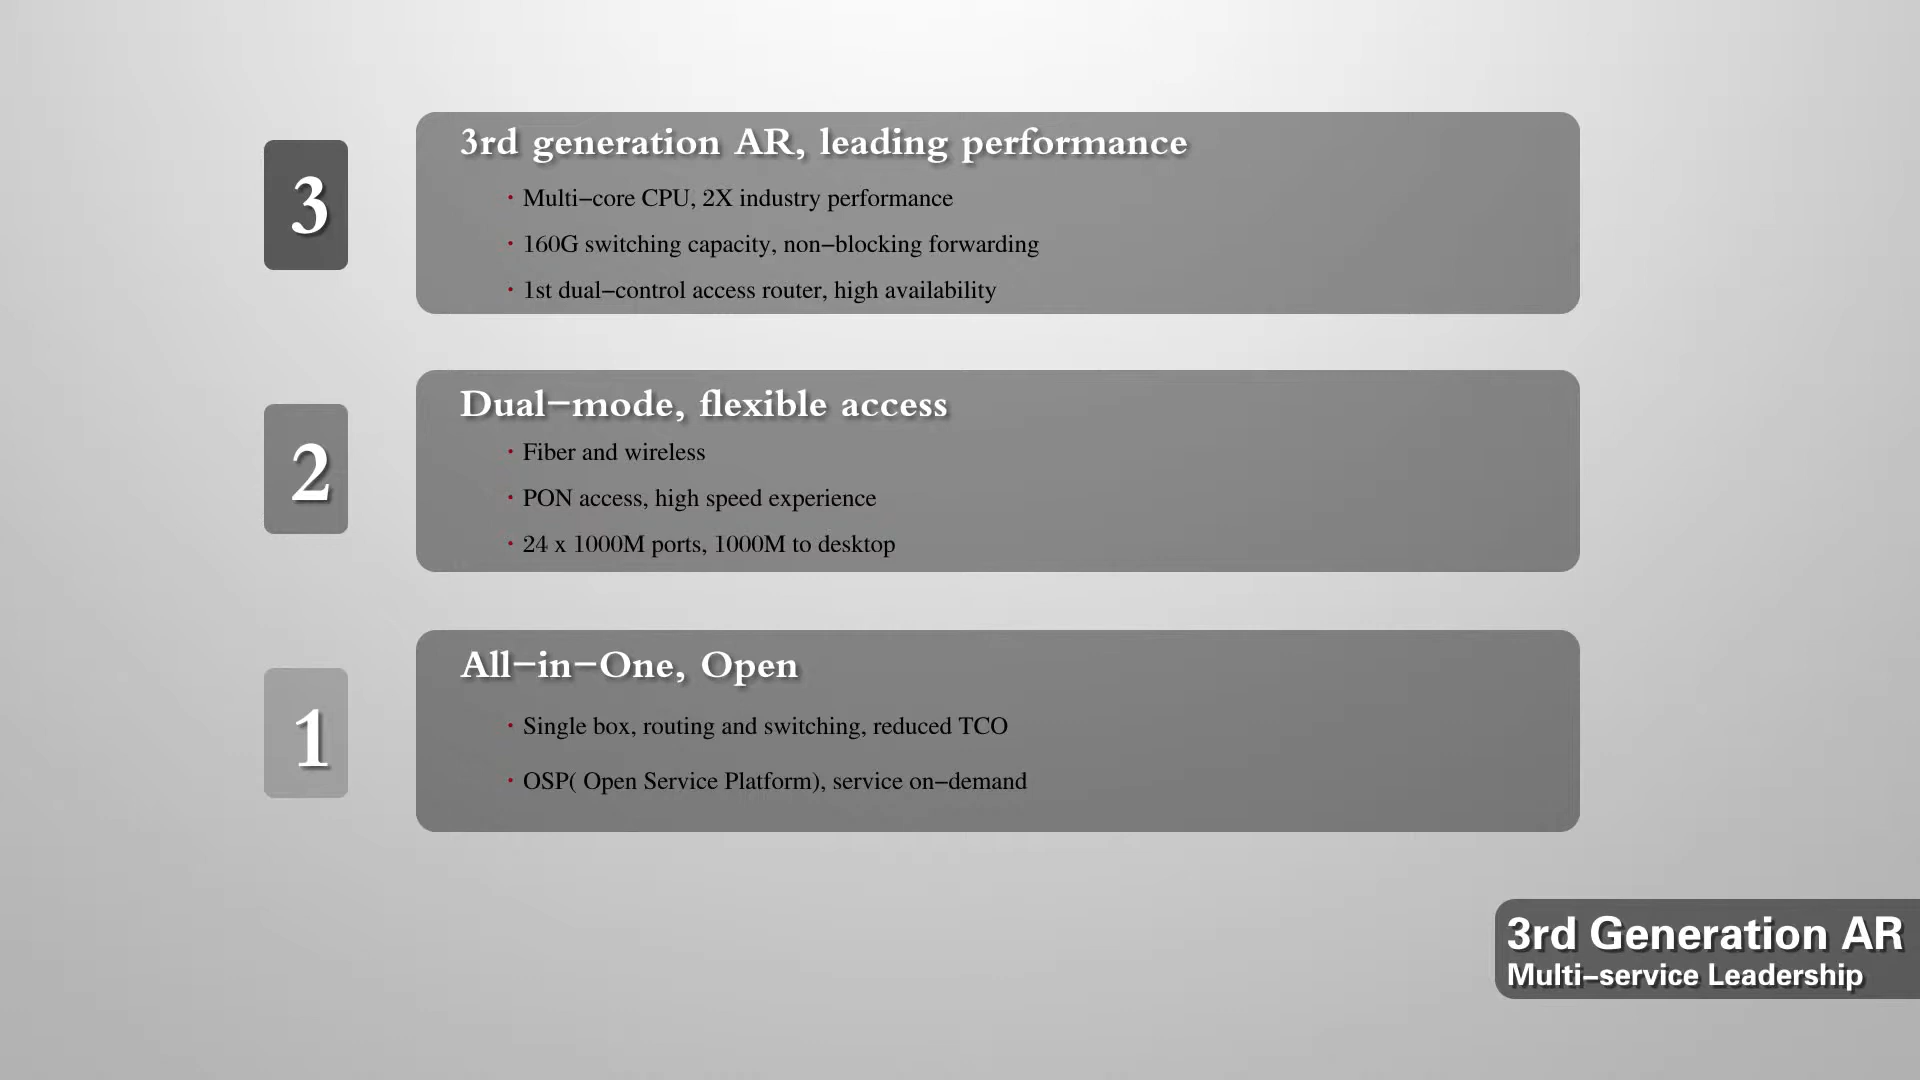 3
3rd generation AR, leading performance
· Multi-core CPU, 2X industry performance
· 160G switching capacity, non-blocking forwarding
· 1st dual-control access router, high availability
2
Dual-mode, flexible access
· Fiber and wireless
· PON access, high speed experience
· 24 x 1000M ports, 1000M to desktop
1
All-in-One, Open
· Single box, routing and switching, reduced TCO
· OSP( Open Service Platform), service on-demand
3rd Generation AR
Multi-service Leadership